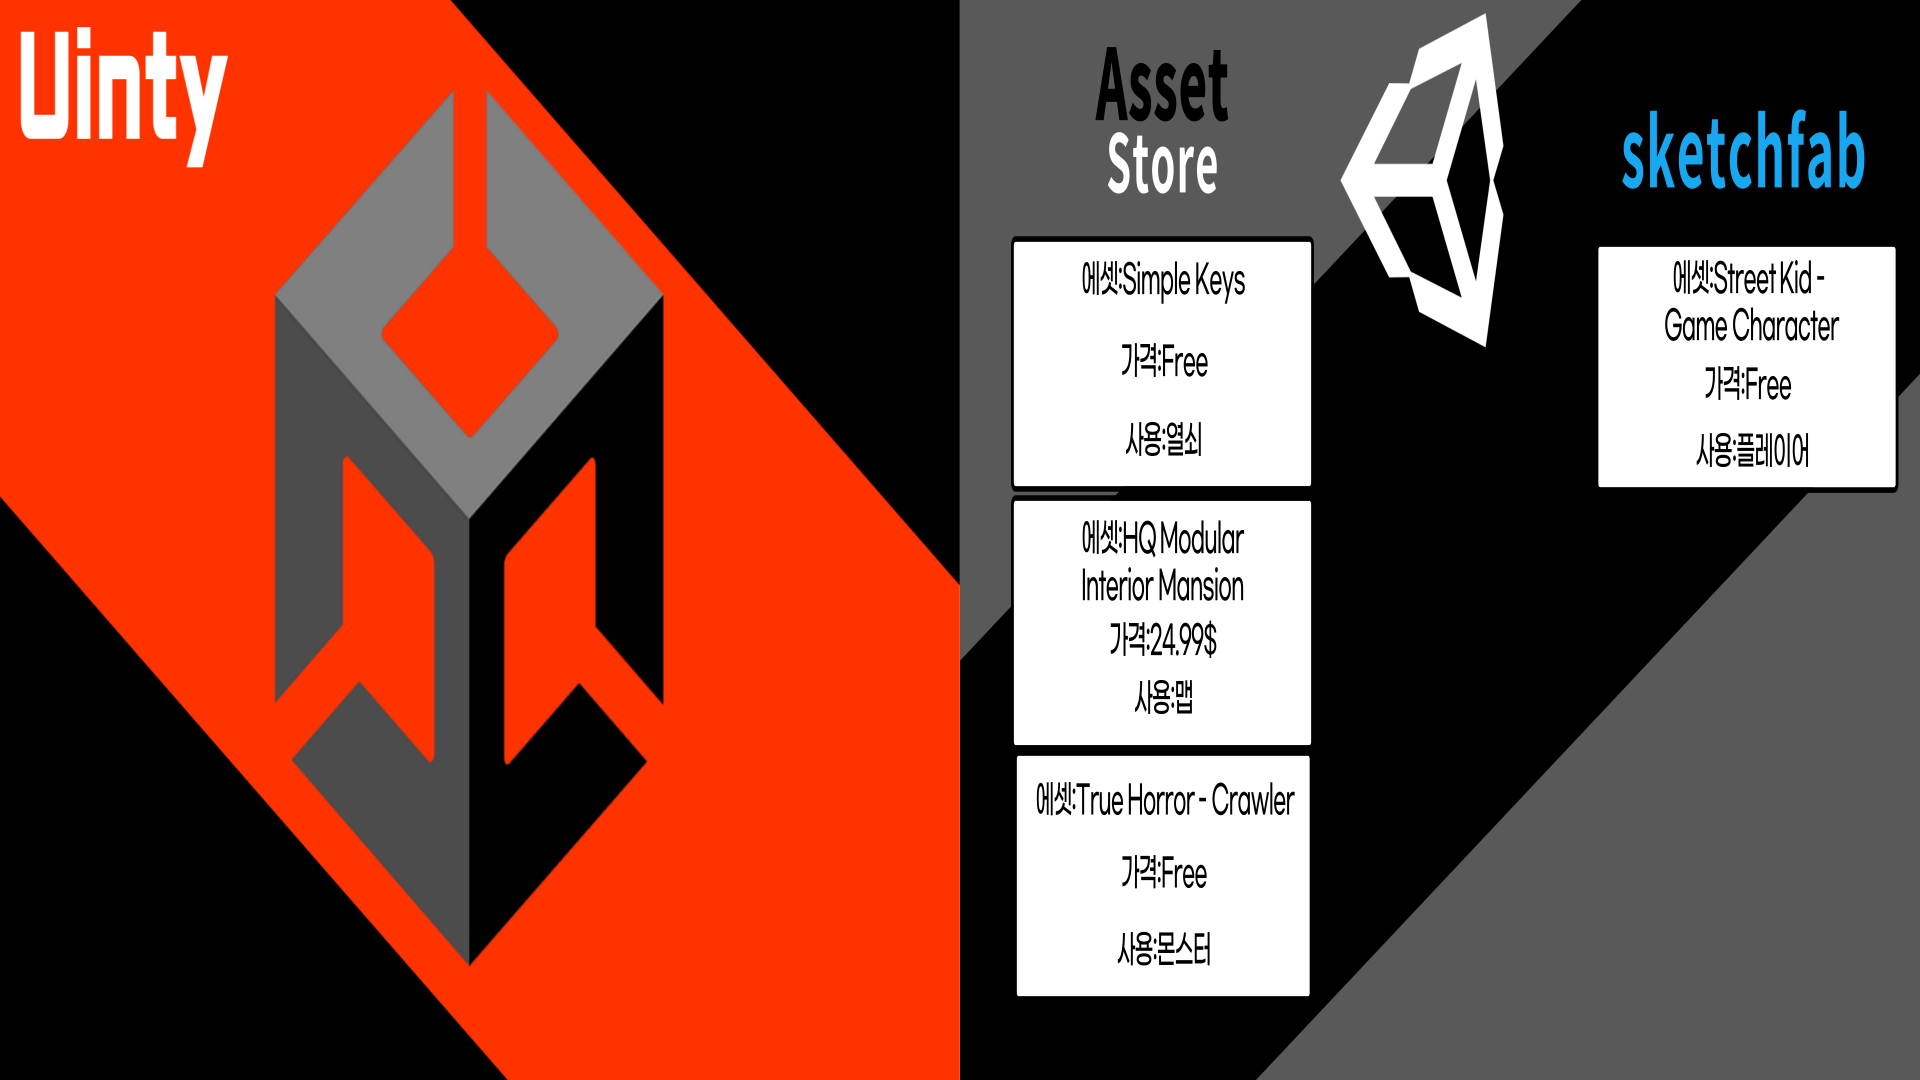 Uinty
Asset
Store
에셋:Simple Keys
가격:Free
사용:열쇠
에셋:HQ Modular
Interior Mansion
가격:24.99$
사용:맵
에셋:True Horror - Crawler
가격:Free
사용:몬스터
sketchfab
에셋:Street Kid -
Game Character
가격:Free
사용:플레이어